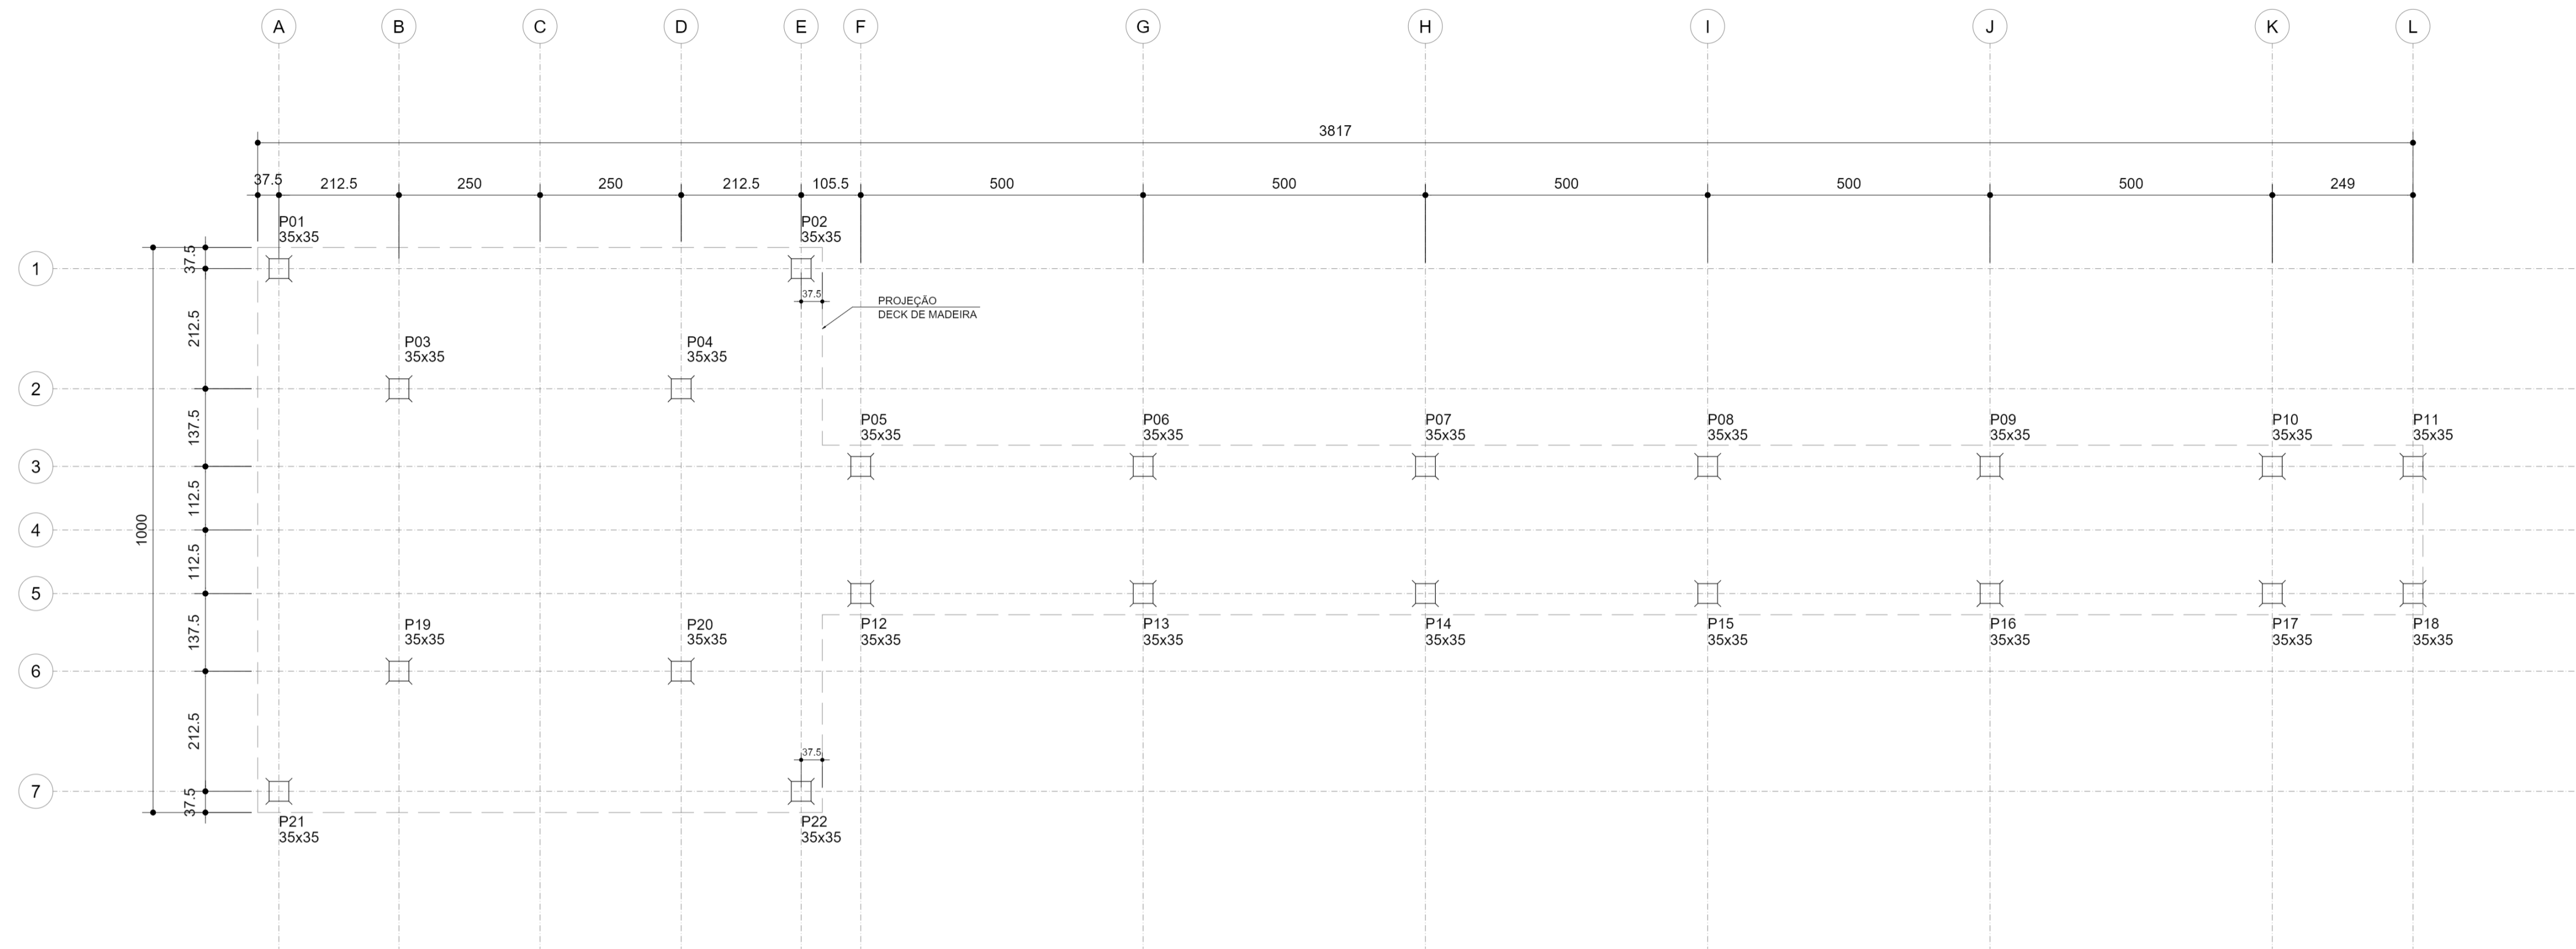 A B C D E F G H I J K L
3817
37.5 212.5 250 250 212.5 105.5 500 500 500 500 500 249
P01 P02
35x35 35x35
37.5
1
37.5
PROJEÇÃO
DECK DE MADEIRA
212.5
P03 P04
35x35 35x35
2
137.5
P05 P06 P07 P08 P09 P10 P11
35x35 35x35 35x35 35x35 35x35 35x35 35x35
3
112.5
1000
4
112.5
5
P12 P13 P14 P15 P16 P17 P18
35x35 35x35 35x35 35x35 35x35 35x35 35x35
P19 P20
35x35 35x35
137.5
6
212.5
37.5
7
37.5
P21 P22
35x35 35x35